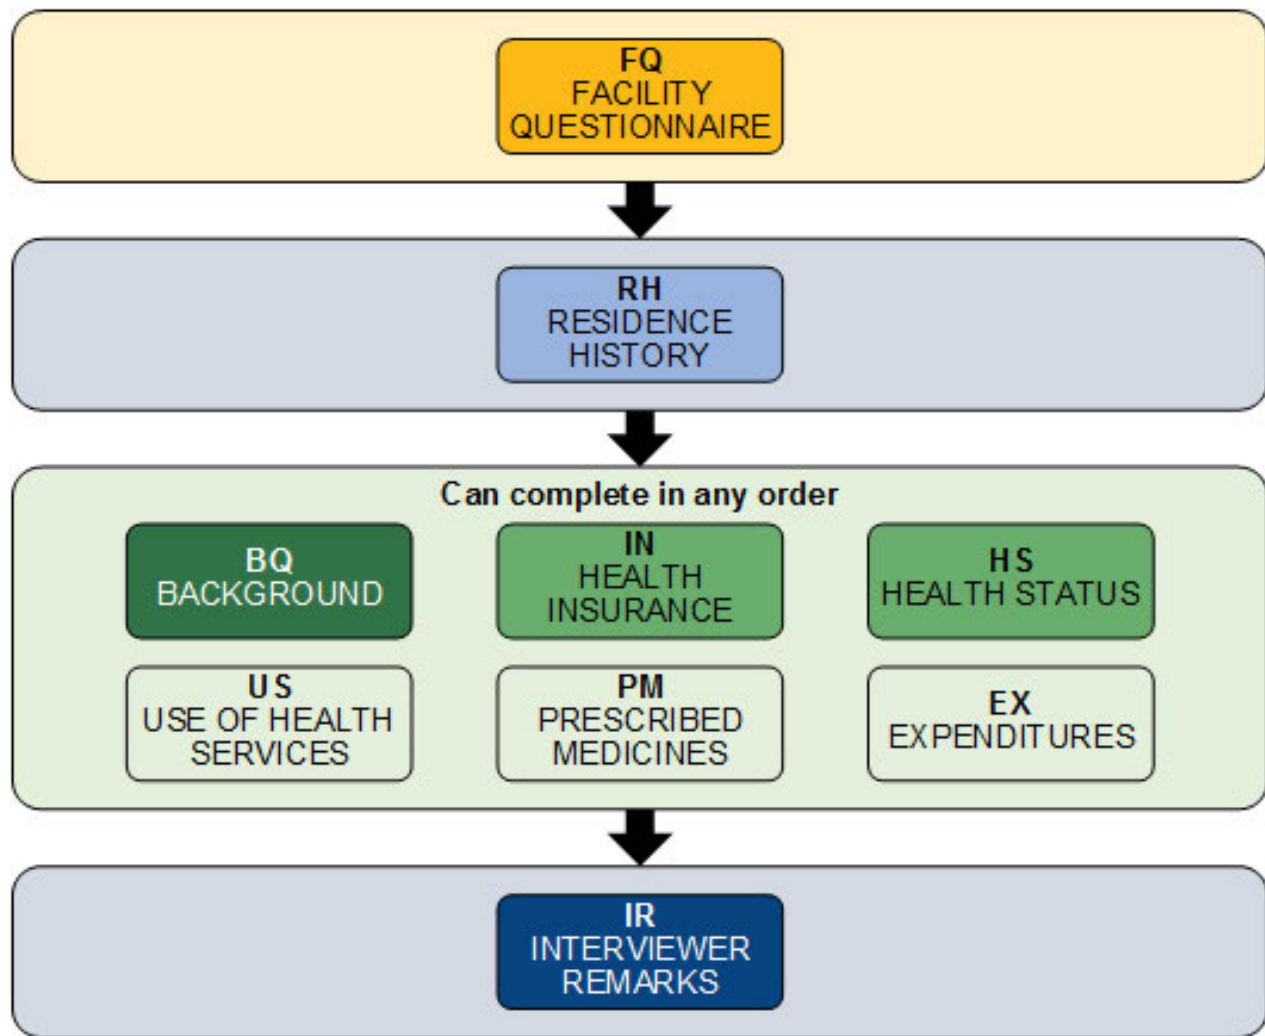 FQ
FACILITY
QUESTIONNAIRE
RH
RESIDENCE
HISTORY
Can complete in any order
BQ
BACKGROUND
IN
HEALTH
INSURANCE
HS
HEALTH STATUS
US
USE OF HEALTH
SERVICES
PM
PRESCRIBED
MEDICINES
EX
EXPENDITURES
IR
INTERVIEWER
REMARKS